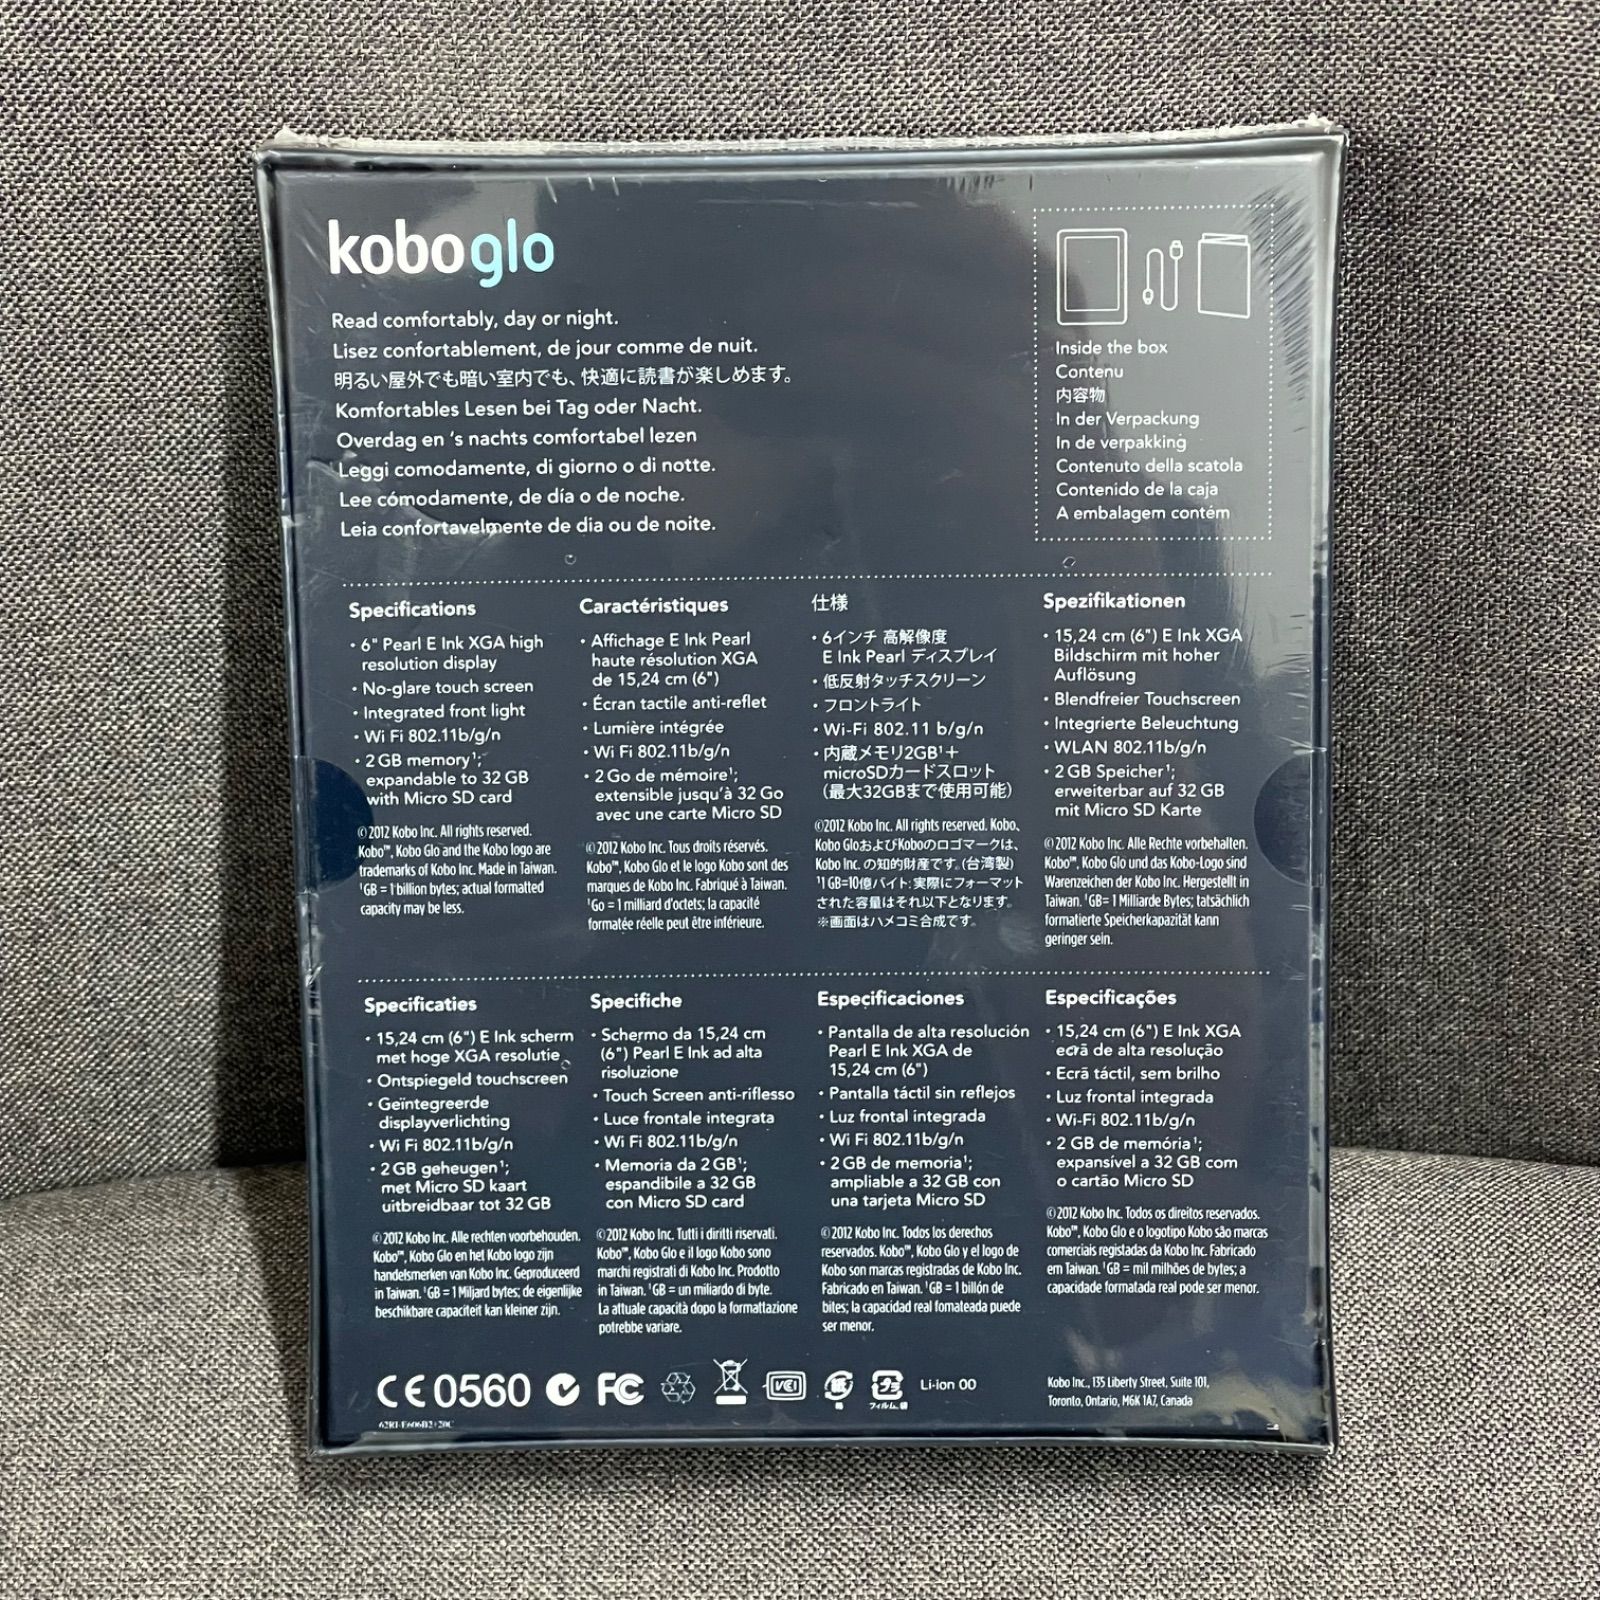 kobo glo
Read comfortably, day or night.
Lisez confortablement, de jour comme de nuit.
明るい屋外でも暗い室内でも、快適に読書が楽しめます。
Komfortables Lesen bei Tag oder Nacht.
Overdag en ‘s nachts comfortabel lezen
Leggi comodamente, di giorno o di notte.
Lee cómodamente, de día o de noche.
Leia confortavelmente de dia ou de noite.
Inside the box
Contenu
内容物
In der Verpackung
In de verpakking
Contenuto della scatola
Contenido de la caja
A embalagem contém
Specifications
• 6" Pearl E Ink XGA high
resolution display
• No-glare touch screen
• Integrated front light
• Wi Fi 802.11b/g/n
• 2 GB memory¹;
expandable to 32 GB
with Micro SD card
©2012 Kobo Inc. All rights reserved.
Kobo™, Kobo Glo and the Kobo logo are
trademarks of Kobo Inc. Made in Taiwan.
¹GB = 1 billion bytes; actual formatted
capacity may be less.
Caractéristiques
• Affichage E Ink Pearl
haute résolution XGA
de 15,24 cm (6")
• Écran tactile anti-reflet
• Lumière intégrée
• Wi Fi 802.11b/g/n
• 2 Go de mémoire¹;
extensible jusqu’à 32 Go
avec une carte Micro SD
©2012 Kobo Inc. Tous droits réservés.
Kobo™, Kobo Glo et le logo Kobo sont des
marques de Kobo Inc. Fabriqué à Taiwan.
¹Go = 1 milliard d’octets; la capacité
formatée réelle peut être inférieure.
仕様
• 6インチ 高解像度
E Ink Pearl ディスプレイ
• 低反射タッチスクリーン
• フロントライト
• Wi-Fi 802.11 b/g/n
• 内蔵メモリ2GB¹＋
microSDカードスロット
（最大32GBまで使用可能）
©2012 Kobo Inc. All rights reserved. Kobo、
Kobo GloおよびKoboのロゴマークは、
Kobo Inc. の知的財産です。(台湾製)
¹1GB=10億バイト; 実際にフォーマット
された容量はそれ以下となります。
※画面はハメコミ合成です。
Spezifikationen
• 15,24 cm (6") E Ink XGA
Bildschirm mit hoher
Auflösung
• Blendfreier Touchscreen
• Integrierte Beleuchtung
• WLAN 802.11b/g/n
• 2 GB Speicher¹;
erweiterbar auf 32 GB
mit Micro SD Karte
©2012 Kobo Inc. Alle Rechte vorbehalten.
Kobo™, Kobo Glo und das Kobo-Logo sind
Warenzeichen der Kobo Inc. Hergestellt in
Taiwan. ¹GB= 1 Milliarde Bytes; tatsächlich
formatierte Speicherkapazität kann
geringer sein.
Specificaties
• 15,24 cm (6") E Ink scherm
met hoge XGA resolutie
• Ontspiegeld touchscreen
• Geïntegreerde
displayverlichting
• Wi Fi 802.11b/g/n
• 2 GB geheugen¹;
met Micro SD kaart
uitbreidbaar tot 32 GB
©2012 Kobo Inc. Alle rechten voorbehouden.
Kobo™, Kobo Glo en het Kobo logo zijn
handelsmerken van Kobo Inc. Geproduceerd
in Taiwan. ¹GB = 1 Miljard bytes; de eigenlijke
beschikbare capaciteit kan kleiner zijn.
Specifiche
• Schermo da 15,24 cm
(6") Pearl E Ink ad alta
risoluzione
• Touch Screen anti-riflesso
• Luce frontale integrata
• Wi Fi 802.11b/g/n
• Memoria da 2 GB¹;
espandibile a 32 GB
con Micro SD card
©2012 Kobo Inc. Tutti i diritti riservati.
Kobo™, Kobo Glo e il logo Kobo sono
marchi registrati di Kobo Inc. Prodotto
in Taiwan. ¹GB = un miliardo di byte.
La attuale capacità dopo la formattazione
potrebbe variare.
Especificaciones
• Pantalla de alta resolución
Pearl E Ink XGA de
15,24 cm (6")
• Pantalla táctil sin reflejos
• Luz frontal integrada
• Wi Fi 802.11b/g/n
• 2 GB de memoria¹;
ampliable a 32 GB con
una tarjeta Micro SD
©2012 Kobo Inc. Todos los derechos
reservados. Kobo™, Kobo Glo y el logo de
Kobo son marcas registradas de Kobo Inc.
Fabricado en Taiwan. ¹GB = 1 billón de
bites; la capacidad real fomateada puede
ser menor.
Especificações
• 15,24 cm (6") E Ink XGA
ecrã de alta resolução
• Ecrã táctil, sem brilho
• Luz frontal integrada
• Wi-Fi 802.11b/g/n
• 2 GB de memória¹;
expansível a 32 GB com
o cartão Micro SD
©2012 Kobo Inc. Todos os direitos reservados.
Kobo™, Kobo Glo e o logotipo Kobo são marcas
comerciais registadas da Kobo Inc. Fabricado
em Taiwan. ¹GB = mil milhões de bytes; a
capacidade formatada real pode ser menor.
CE0560 FC VCI 紙 箱 プラ フィルム、袋 Li-ion 00
Kobo Inc., 135 Liberty Street, Suite 101,
Toronto, Ontario, M6K 1A7, Canada